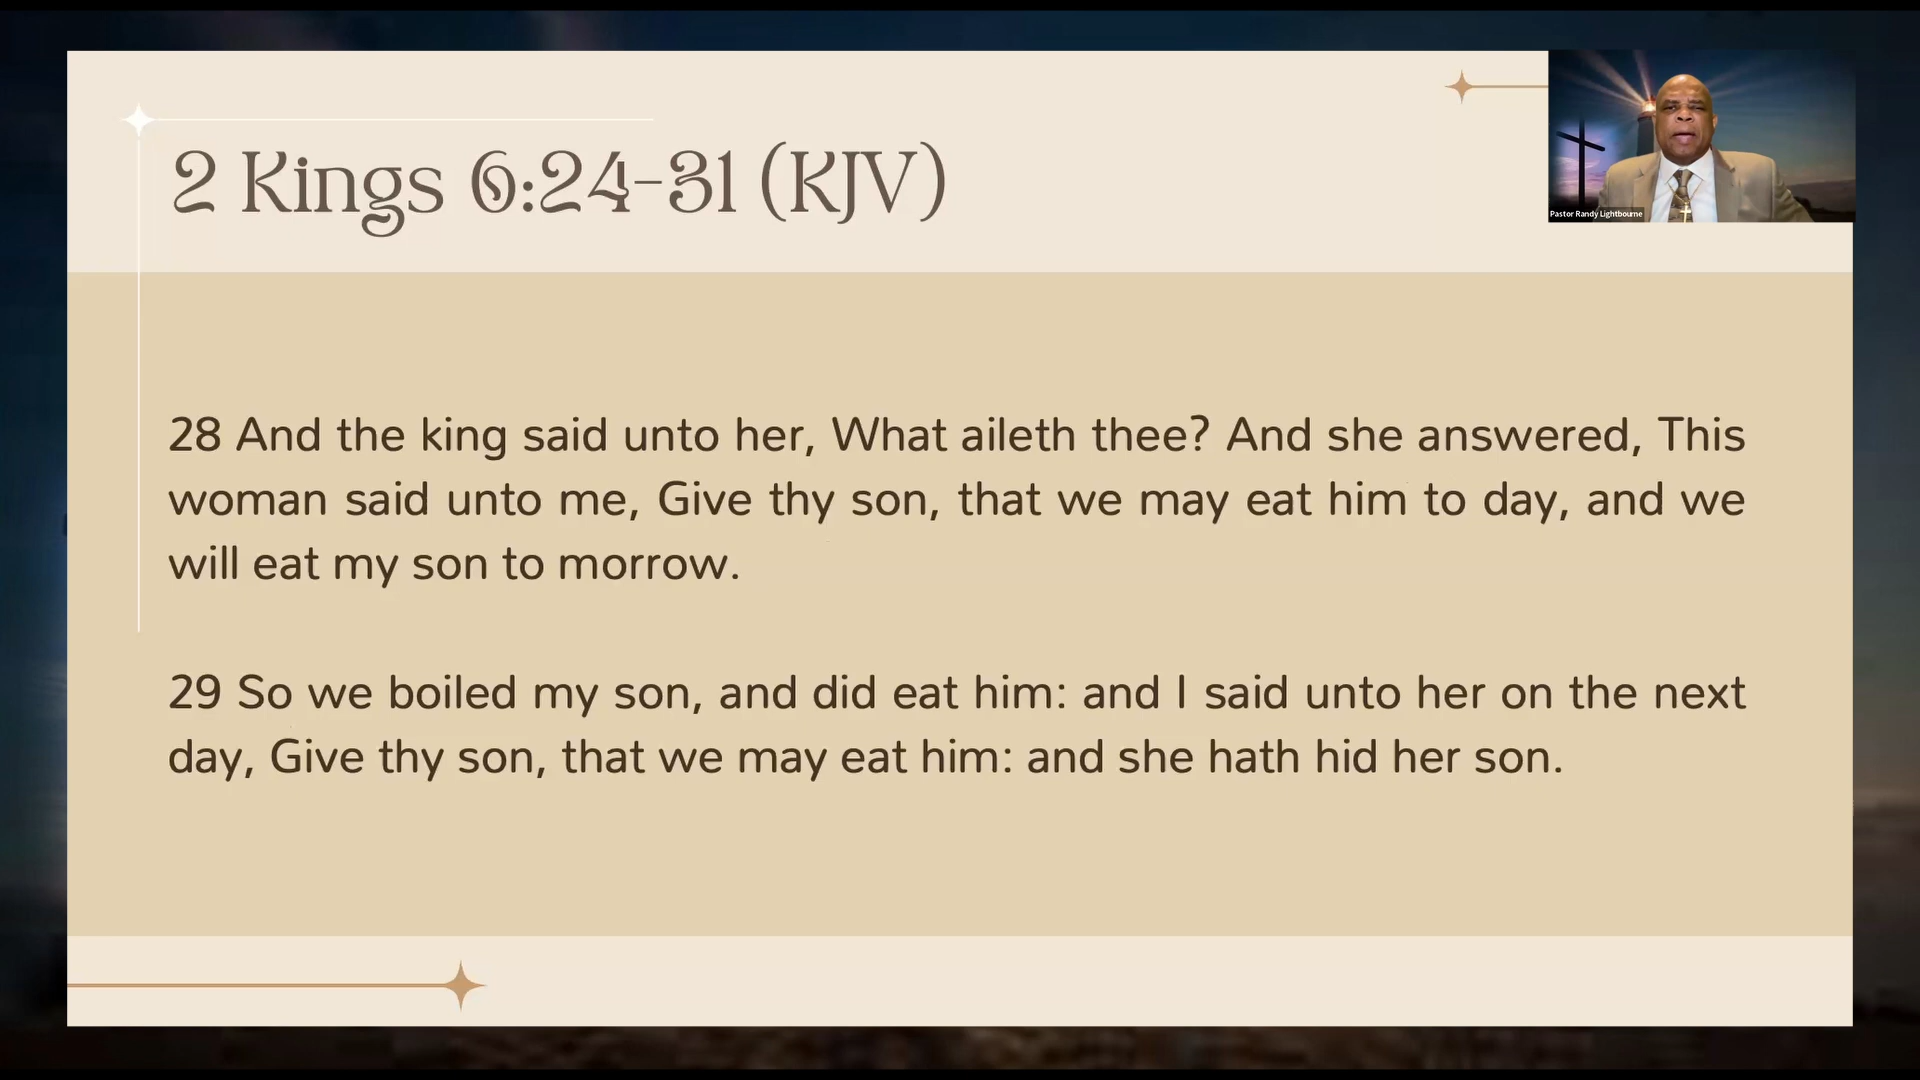 2 Kings 6:24-31 (KJV)
Pastor Randy Lightbourne
28 And the king said unto her, What aileth thee? And she answered, This
woman said unto me, Give thy son, that we may eat him to day, and we
will eat my son to morrow.
29 So we boiled my son, and did eat him: and I said unto her on the next
day, Give thy son, that we may eat him: and she hath hid her son.